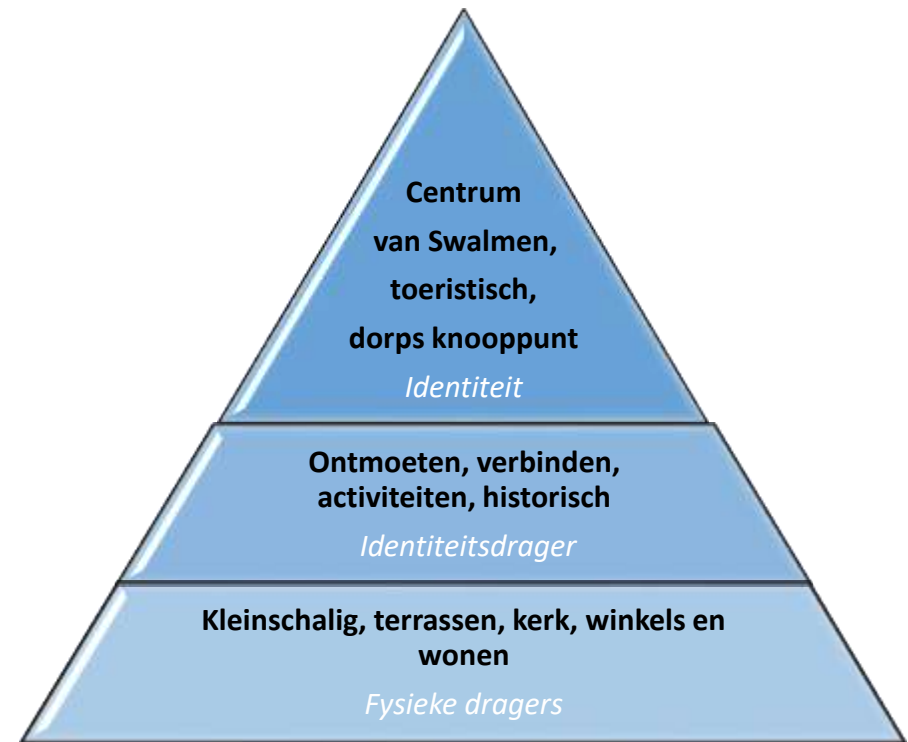 Centrum
van Swalmen,
toeristisch,
dorps knooppunt
Identiteit
Ontmoeten, verbinden,
activiteiten, historisch
Identiteitsdrager
Kleinschalig, terrassen, kerk, winkels en
wonen
Fysieke dragers